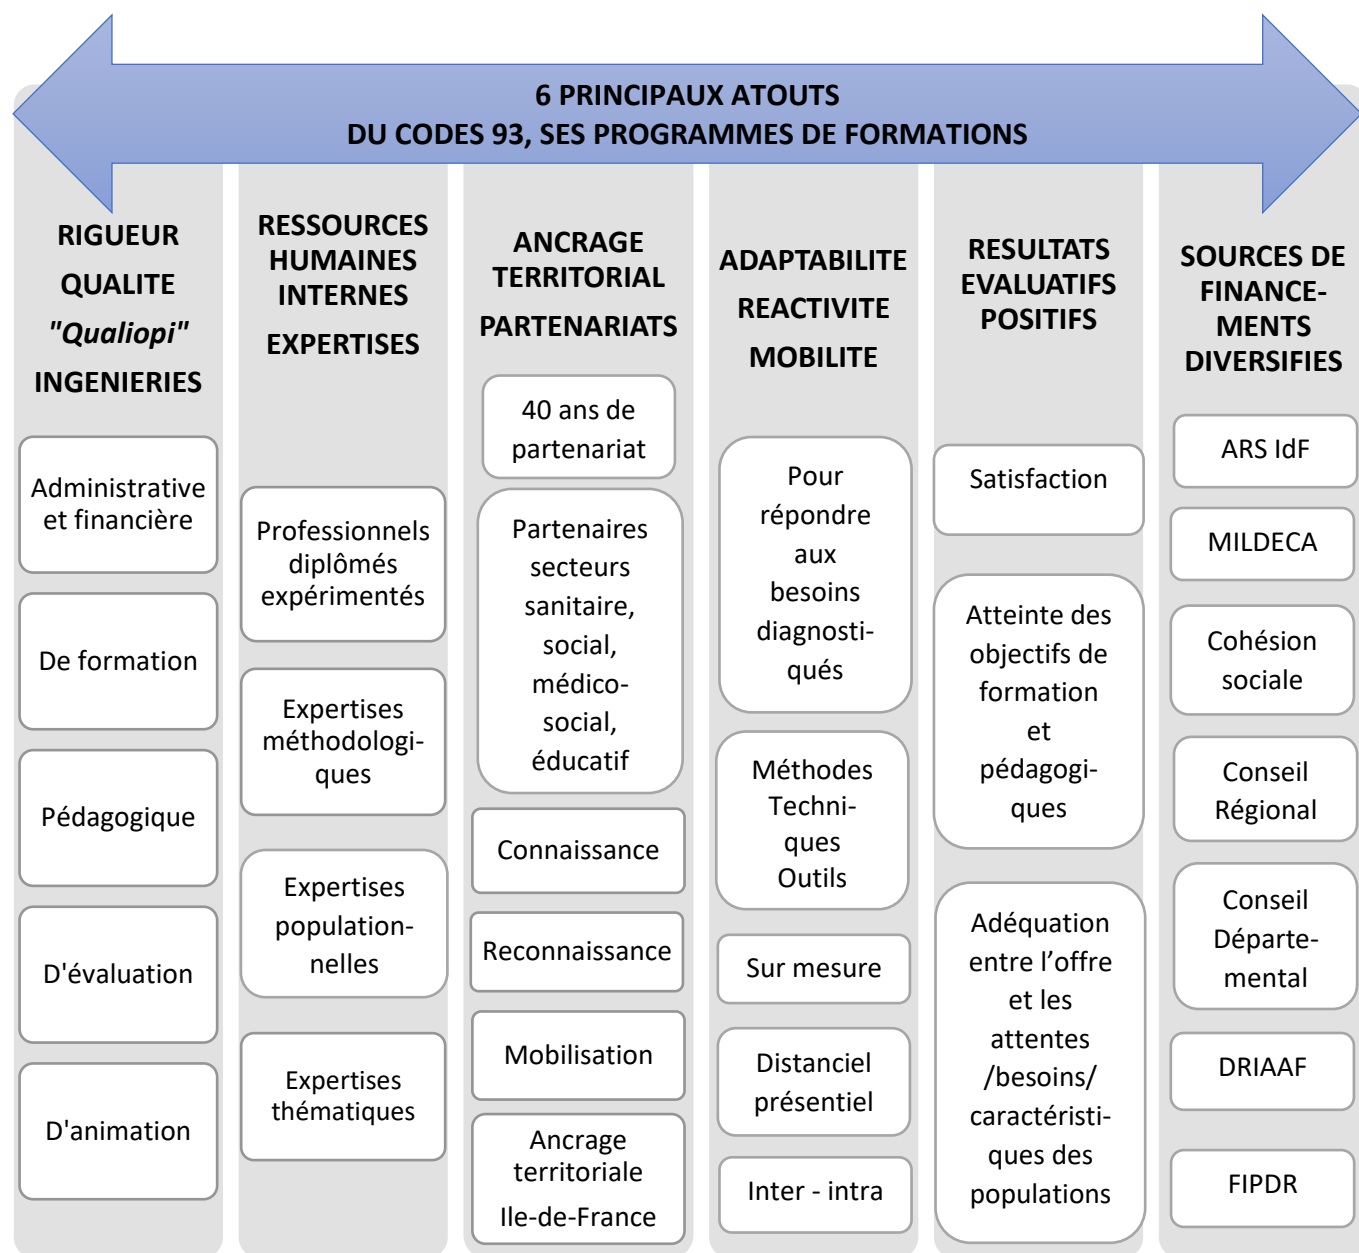 6 PRINCIPAUX ATOUTS
DU CODES 93, SES PROGRAMMES DE FORMATIONS
RIGUEUR
QUALITE
"Qualiopi"
INGENIERIES
Administrative
et financière
De formation
Pédagogique
D'évaluation
D'animation
RESSOURCES
HUMAINES
INTERNES
EXPERTISES
Professionnels
diplômés
expérimentés
Expertises
méthodologi-
ques
Expertises
population-
nelles
Expertises
thématiques
ANCRAGE
TERRITORIAL
PARTENARIATS
40 ans de
partenariat
Partenaires
secteurs
sanitaire,
social,
médico-
social,
éducatif
Connaissance
Reconnaissance
Mobilisation
Ancrage
territoriale
Ile-de-France
ADAPTABILITE
REACTIVITE
MOBILITE
Pour
répondre
aux
besoins
diagnosti-
qués
Méthodes
Techni-
ques
Outils
Sur mesure
Distanciel
présentiel
Inter - intra
RESULTATS
EVALUATIFS
POSITIFS
Satisfaction
Atteinte des
objectifs de
formation
et
pédagogi-
ques
Adéquation
entre l’offre
et les
attentes
/besoins/
caractéristi-
ques des
populations
SOURCES DE
FINANCE-
MENTS
DIVERSIFIES
ARS IdF
MILDECA
Cohésion
sociale
Conseil
Régional
Conseil
Départe-
mental
DRIAAF
FIPDR